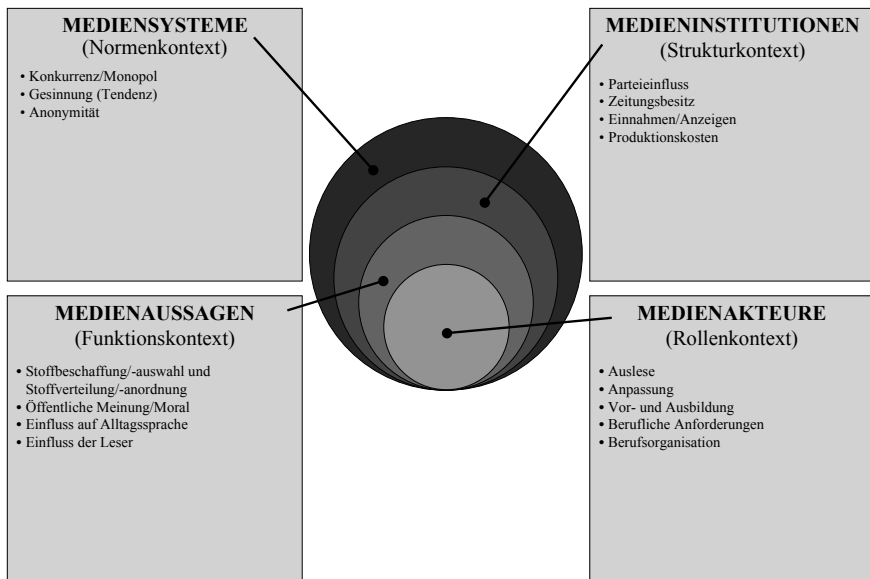 MEDIENSYSTEME
(Normenkontext)
• Konkurrenz/Monopol
• Gesinnung (Tendenz)
• Anonymität
MEDIENINSTITUTIONEN
(Strukturkontext)
• Parteieinfluss
• Zeitungsbesitz
• Einnahmen/Anzeigen
• Produktionskosten
MEDIENAUSSAGEN
(Funktionskontext)
• Stoffbeschaffung/-auswahl und
Stoffverteilung/-anordnung
• Öffentliche Meinung/Moral
• Einfluss auf Alltagssprache
• Einfluss der Leser
MEDIENAKTEURE
(Rollenkontext)
• Auslese
• Anpassung
• Vor- und Ausbildung
• Berufliche Anforderungen
• Berufsorganisation